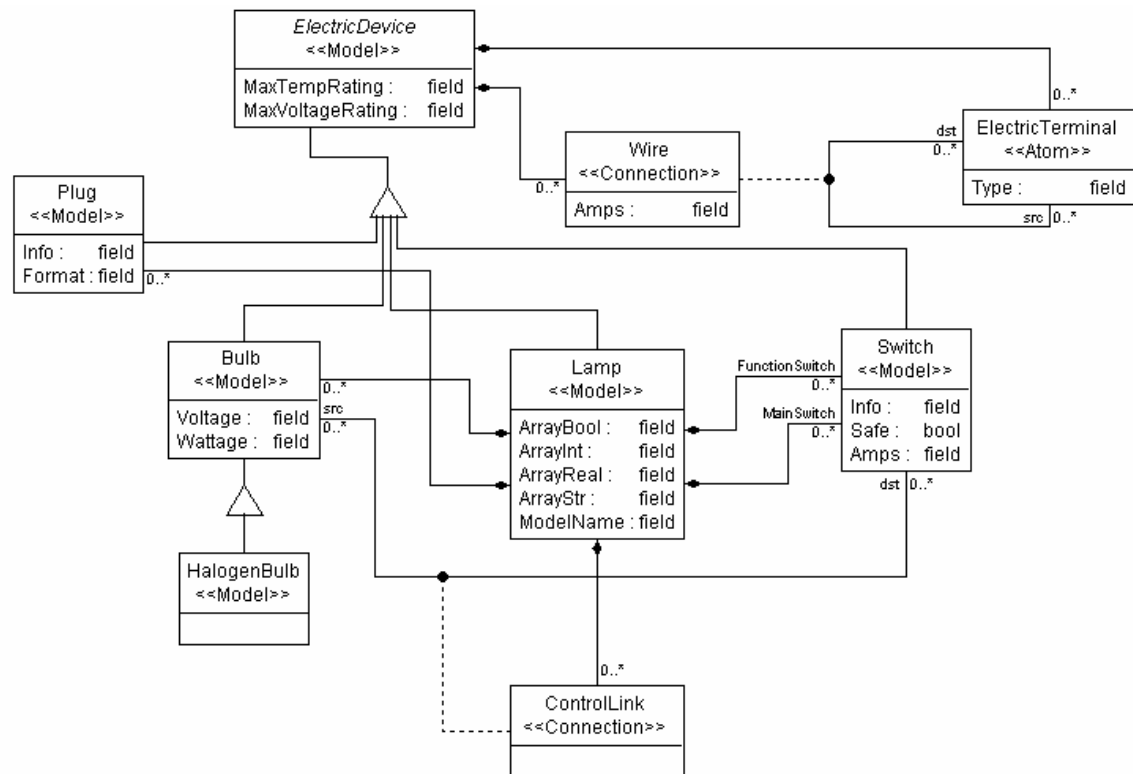 ElectricDevice
<<Model>>
MaxTempRating : field
MaxVoltageRating : field
0..*
ElectricTerminal
<<Atom>>
Type : field
dst
0..*
src 0..*
Wire
<<Connection>>
Amps : field
0..*
Plug
<<Model>>
Info : field
Format : field
0..*
Bulb
<<Model>>
Voltage : field
Wattage : field
0..*
src
0..*
Lamp
<<Model>>
ArrayBool : field
ArrayInt : field
ArrayReal : field
ArrayStr : field
ModelName : field
FunctionSwitch
0..*
MainSwitch
0..*
Switch
<<Model>>
Info : field
Safe : bool
Amps : field
dst 0..*
HalogenBulb
<<Model>>
0..*
ControlLink
<<Connection>>